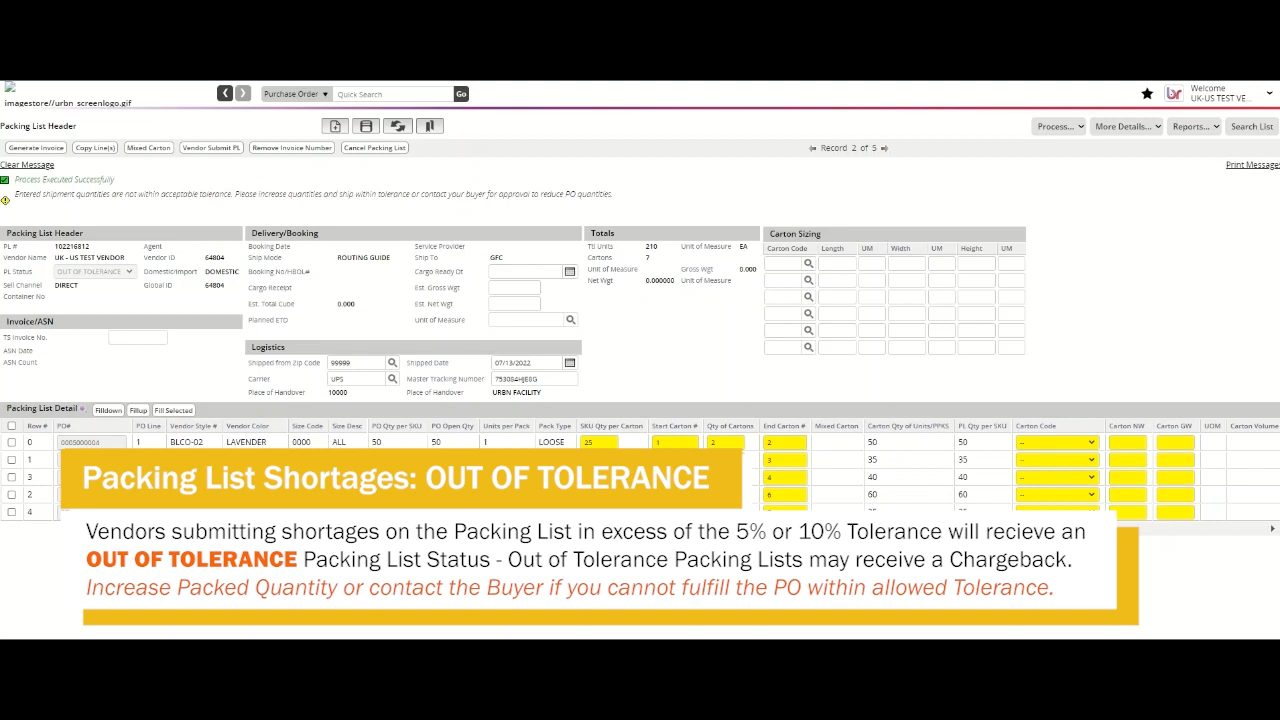 imagestore//urbn_screenlogo.gif
Purchase Order Quick Search Go
Welcome
UK-US TEST VE...
Packing List Header
Process... More Details... Reports... Search List
Generate Invoice Copy Line(s) Mixed Carton Vendor Submit PL Remove Invoice Number Cancel Packing List Record 2 of 5
Clear Message Print Message
Process Executed Successfully
Entered shipment quantities are not within acceptable tolerance. Please increase quantities and ship within tolerance or contact your buyer for approval to reduce PO quantities.
Packing List Header
PL # 102216812 Agent
Vendor Name UK - US TEST VENDOR Vendor ID 64804
PL Status OUT OF TOLERANCE Domestic/Import DOMESTIC
Sell Channel DIRECT Global ID 64804
Container No
Invoice/ASN
TS Invoice No.
ASN Date
ASN Count
Delivery/Booking
Booking Date Service Provider
Ship Mode ROUTING GUIDE Ship To GFC
Booking No/HBOL# Cargo Ready Dt
Cargo Receipt Est. Gross Wgt
Est. Total Cube 0.000 Est. Net Wgt
Planned ETD Unit of Measure
Logistics
Shipped from Zip Code 99999 Shipped Date 07/13/2022
Carrier UPS Master Tracking Number 753084HJE8G
Place of Handover 10000 Place of Handover URBN FACILITY
Totals
Ttl Units 210 Unit of Measure EA
Cartons 7
Unit of Measure Gross Wgt 0.000
Net Wgt 0.000000 Unit of Measure
Carton Sizing
Carton Code Length UM Width UM Height UM
Packing List Detail Filldown Fillup Fill Selected
Row # PO# PO Line Vendor Style # Vendor Color Size Code Size Desc PO Qty per SKU PO Open Qty Units per Pack Pack Type SKU Qty per Carton Start Carton # Qty of Cartons End Carton # Mixed Carton Carton Qty of Units/PPKS PL Qty per SKU Carton Code Carton NW Carton GW UOM Carton Volume
0 0005000004 1 BLCO-02 LAVENDER 0000 ALL 50 50 1 LOOSE 25 1 2 2 50 50 --
1 3 35 35 --
3 4 40 40 --
2 6 60 60 --
4
Packing List Shortages: OUT OF TOLERANCE
Vendors submitting shortages on the Packing List in excess of the 5% or 10% Tolerance will recieve an
OUT OF TOLERANCE Packing List Status - Out of Tolerance Packing Lists may receive a Chargeback.
Increase Packed Quantity or contact the Buyer if you cannot fulfill the PO within allowed Tolerance.